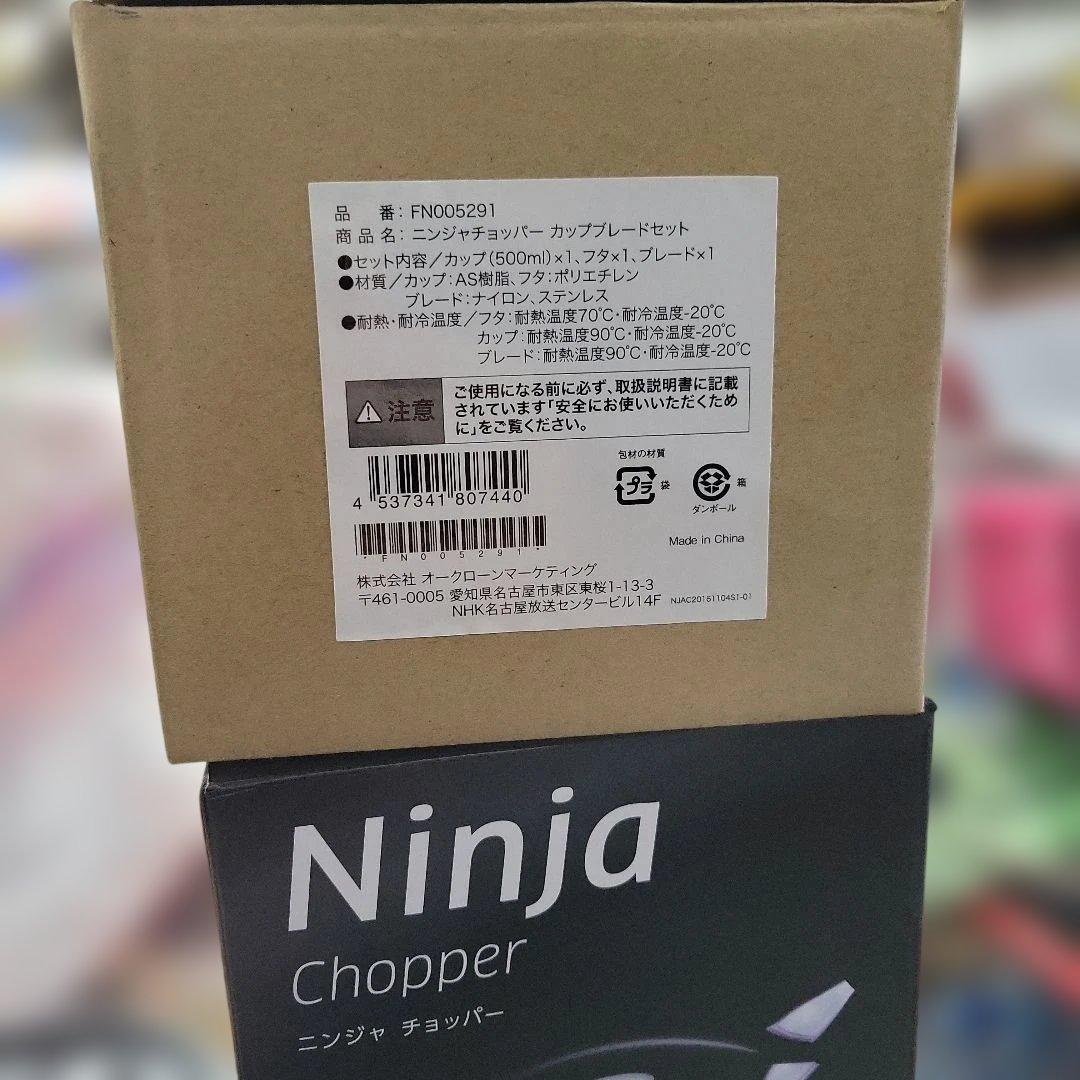 品 番: FN005291
商品名: ニンジャチョッパー カップブレードセット
●セット内容／カップ(500ml)×1、フタ×1、ブレード×1
●材質／カップ:AS樹脂、フタ:ポリエチレン
ブレード:ナイロン、ステンレス
●耐熱・耐冷温度／フタ:耐熱温度70℃・耐冷温度-20℃
カップ:耐熱温度90℃・耐冷温度-20℃
ブレード:耐熱温度90℃・耐冷温度-20℃
注意
ご使用になる前に必ず、取扱説明書に記載
されています「安全にお使いいただくため
に」をご覧ください。
包材の材質
プラ 袋
箱
ダンボール
4 537341 807440
*FN005291*
Made in China
株式会社 オークローンマーケティング
〒461-0005 愛知県名古屋市東区東桜1-13-3
NHK名古屋放送センタービル14F
NJAC20161104S1-01
Ninja
Chopper
ニンジャ チョッパー